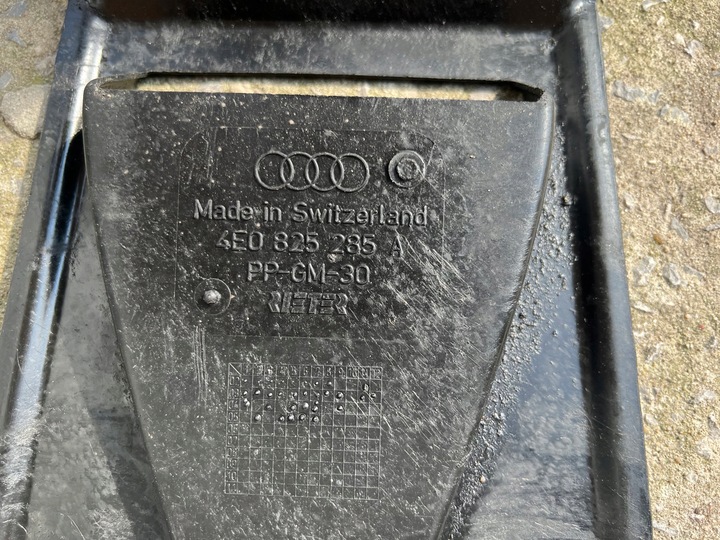 Made in Switzerland
4E0 825 285 A
PP-GM-30
RIETER